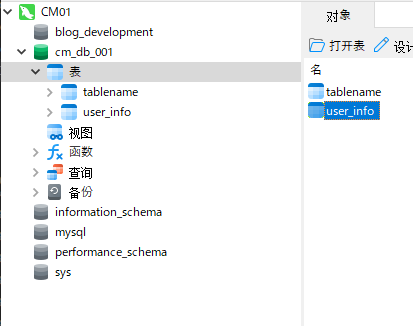 CM01
blog_development
cm_db_001
表
tablename
user_info
视图
函数
查询
备份
information_schema
mysql
performance_schema
sys
对象
打开表
设计
名
tablename
user_info